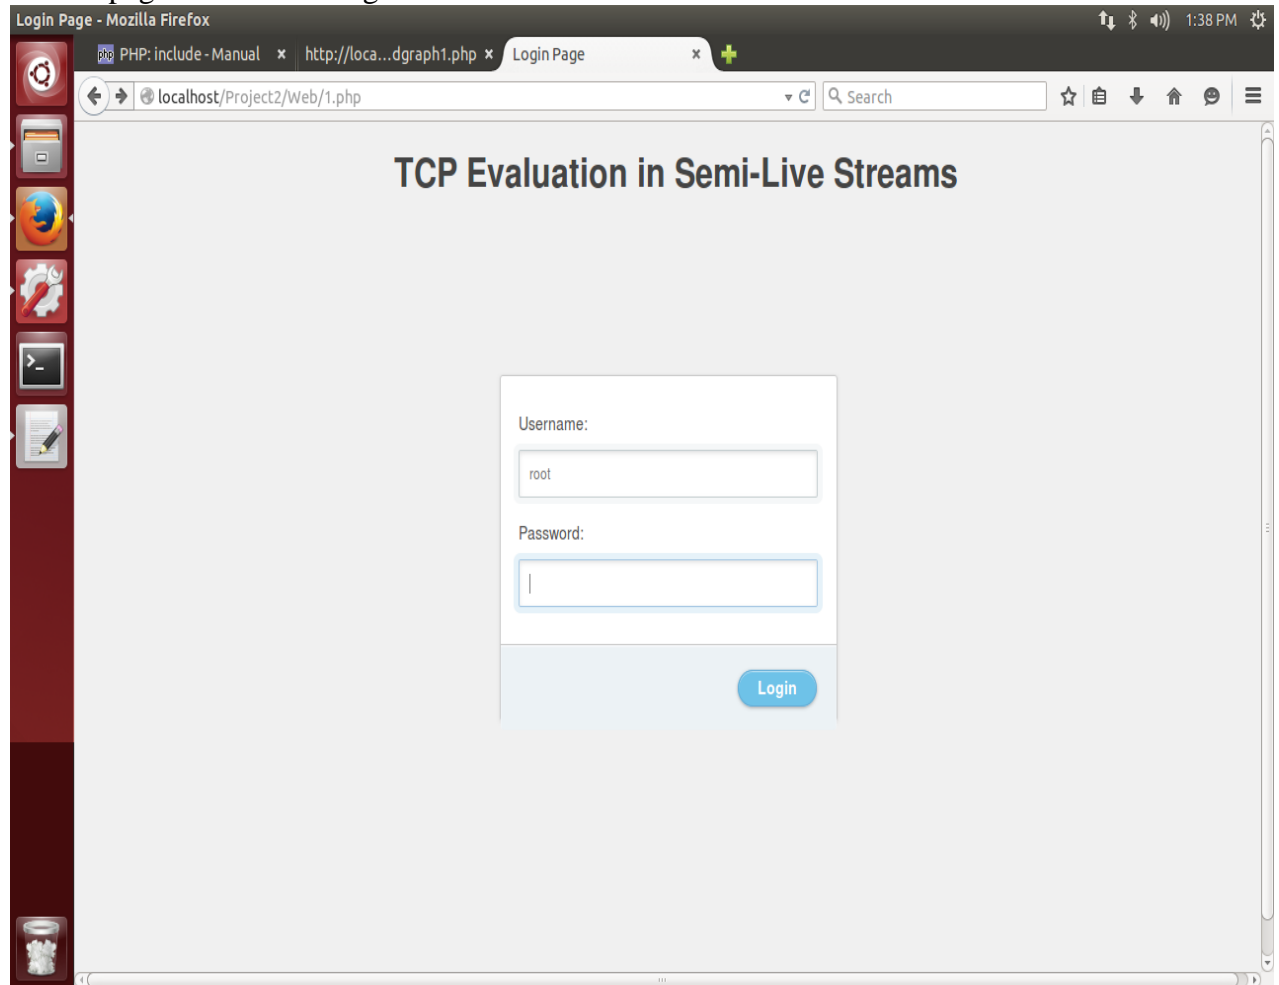 Login Page - Mozilla Firefox
1:38 PM
php PHP: include - Manual
http://loca...dgraph1.php
Login Page
localhost/Project2/Web/1.php
Search
TCP Evaluation in Semi-Live Streams
Username:
root
Password:
Login